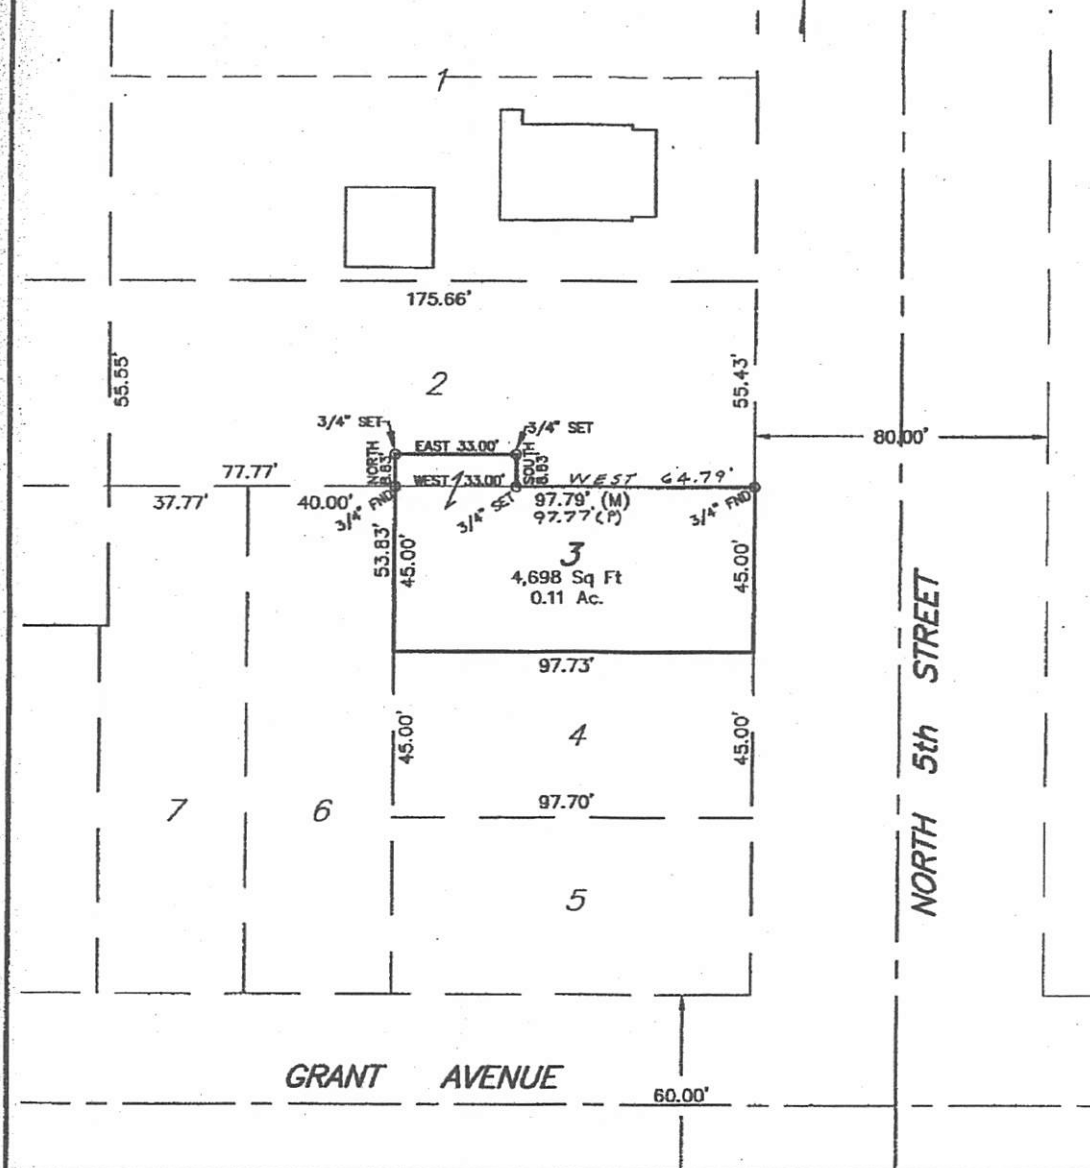 1
175.66'
55.55'
55.43'
2
3/4" SET
3/4" SET
80.00'
NORTH
8.83'
EAST 33.00'
SOUTH
8.83'
77.77'
WEST 33.00'
WEST 64.79'
37.77'
40.00'
3/4" FND
3/4" SET
97.79' (M)
97.77' (P)
3/4" FND
53.83'
45.00'
3
4,698 Sq Ft
0.11 Ac.
45.00'
97.73'
NORTH 5th STREET
45.00'
4
45.00'
97.70'
7
6
5
GRANT AVENUE
60.00'